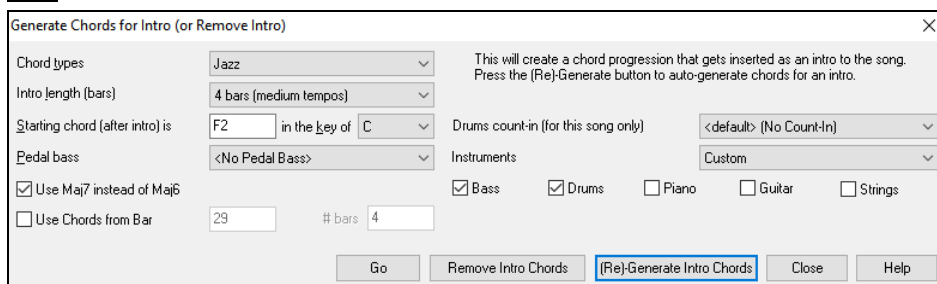 Generate Chords for Intro (or Remove Intro)
Chord types Jazz
This will create a chord progression that gets inserted as an intro to the song.
Press the (Re)-Generate button to auto-generate chords for an intro.
Intro length (bars) 4 bars (medium tempos)
Starting chord (after intro) is F2 in the key of C
Drums count-in (for this song only) <default> (No Count-In)
Pedal bass <No Pedal Bass>
Instruments Custom
Use Maj7 instead of Maj6
Bass Drums Piano Guitar Strings
Use Chords from Bar 29 # bars 4
Go Remove Intro Chords (Re)-Generate Intro Chords Close Help